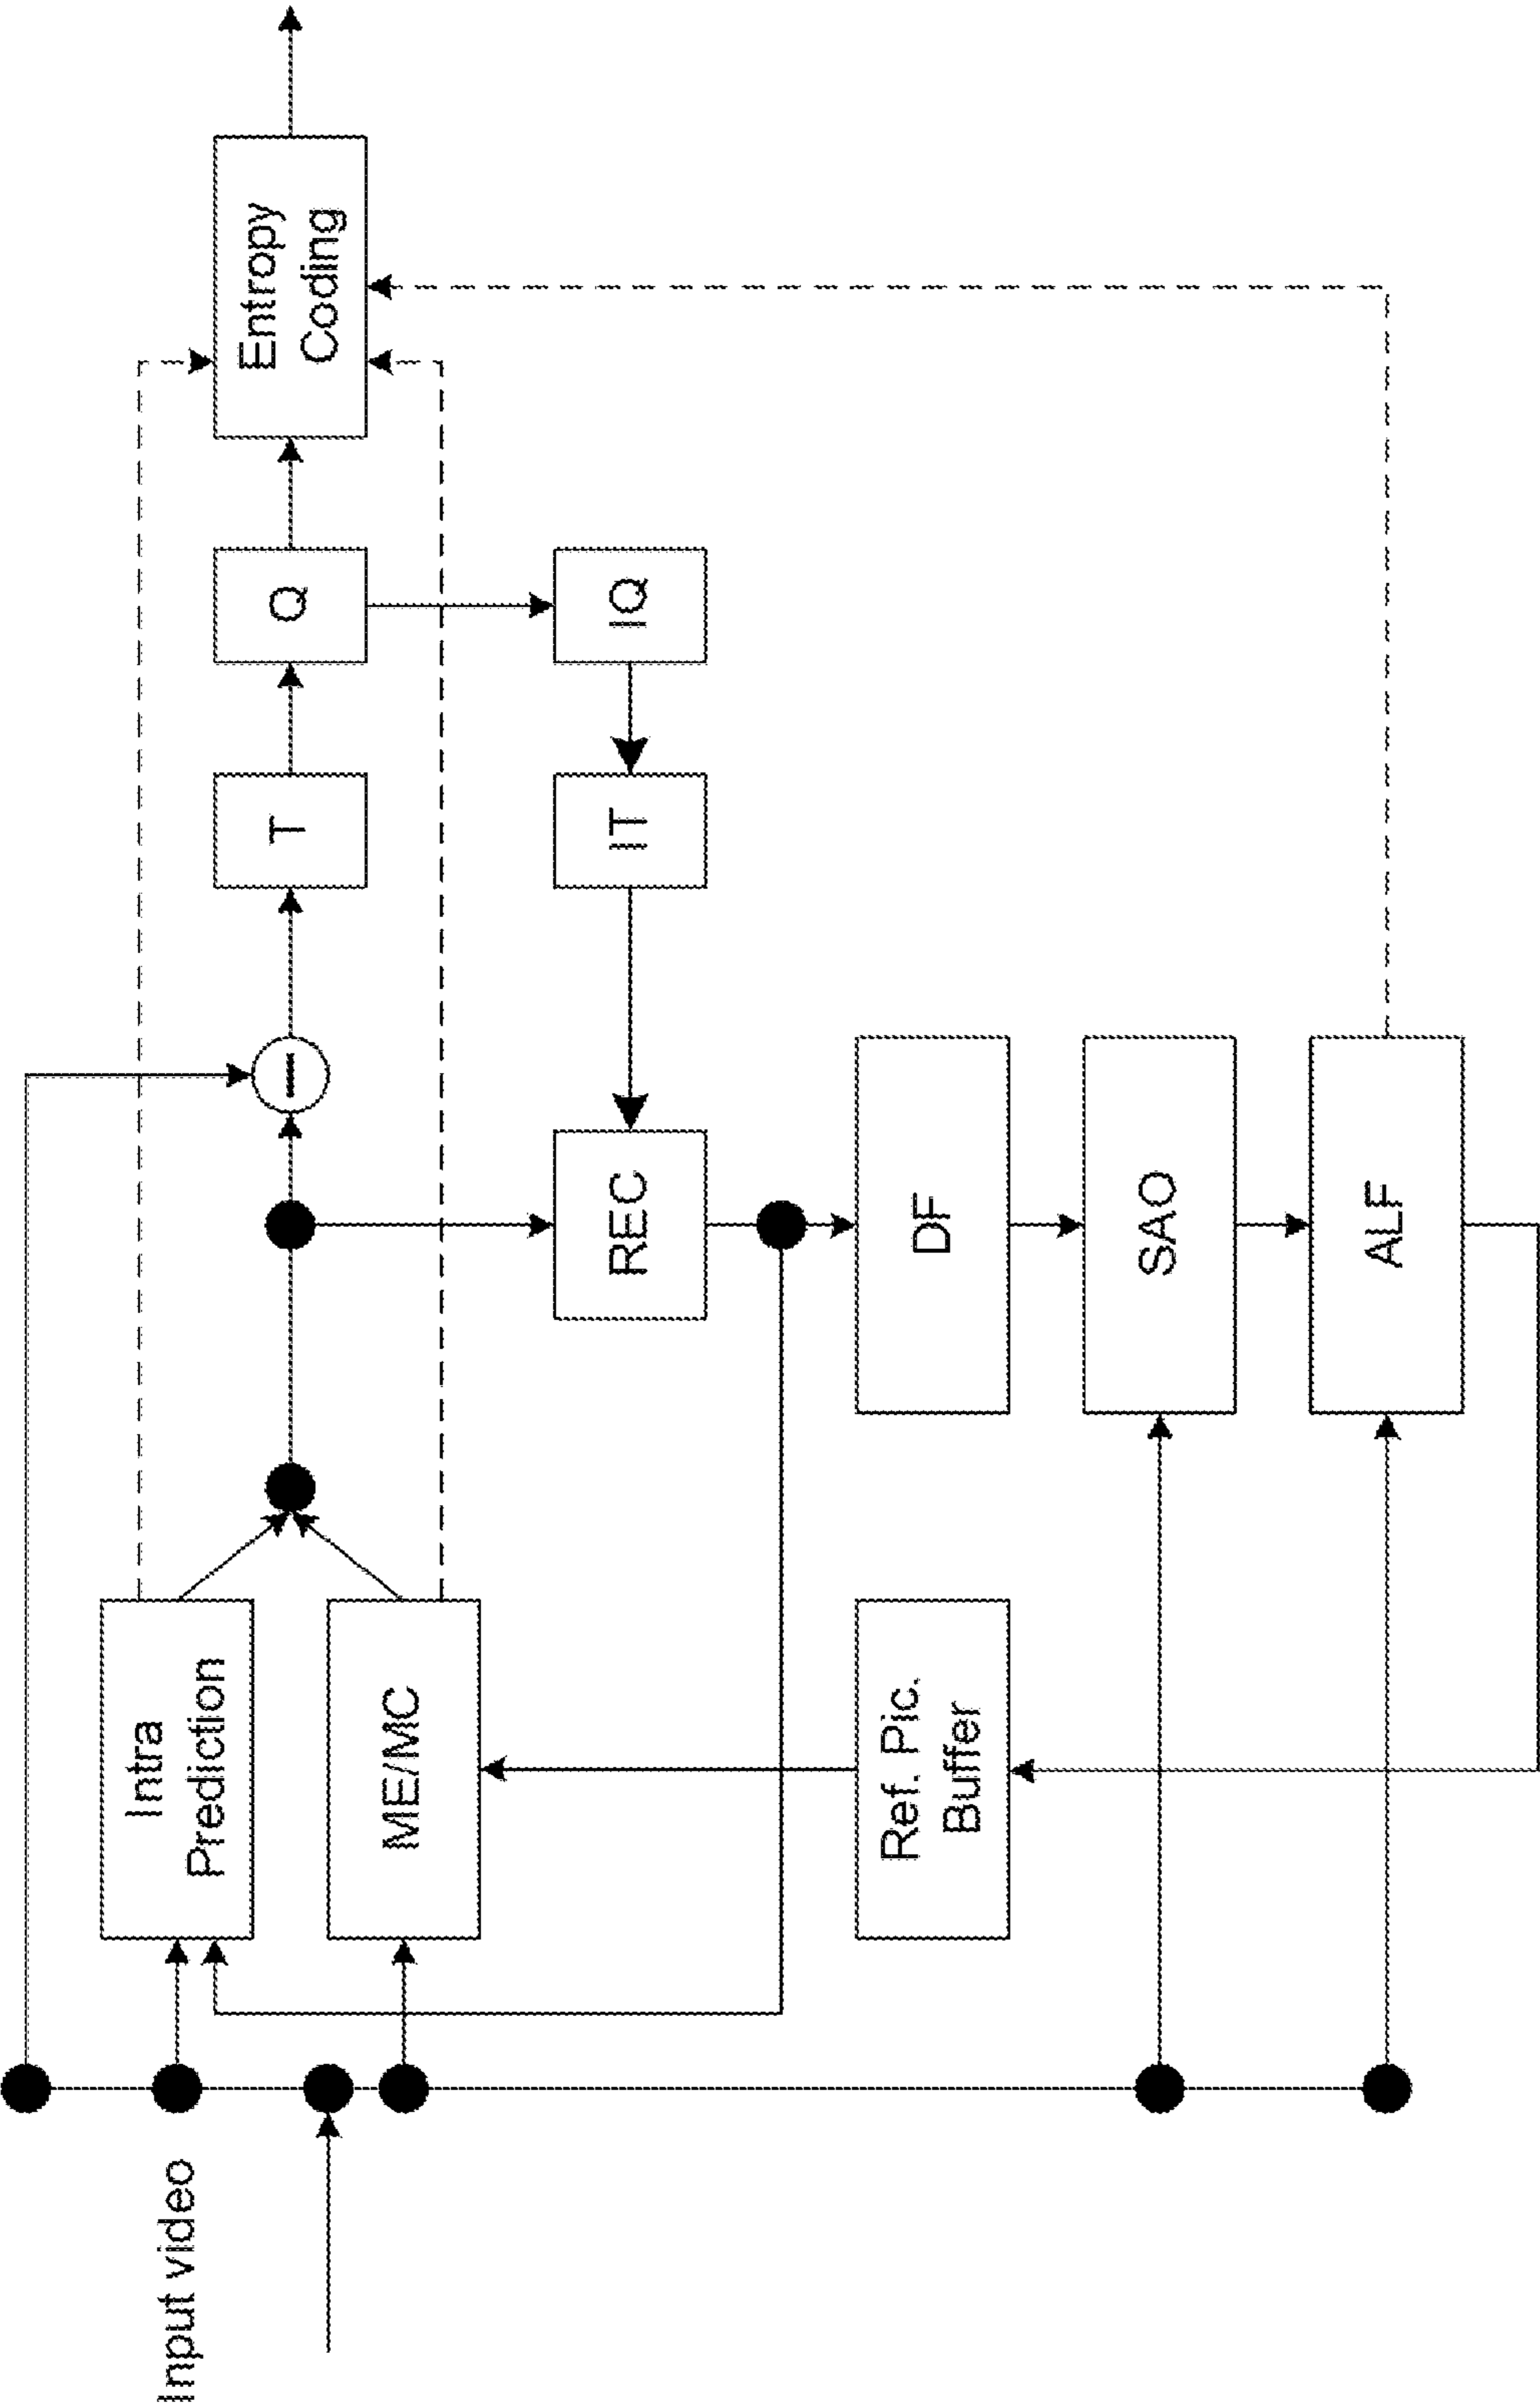 Input video
Intra
Prediction
ME/MC
Ref. Pic.
Buffer
REC
DF
SAO
ALF
T
IT
Q
IQ
Entropy
Coding